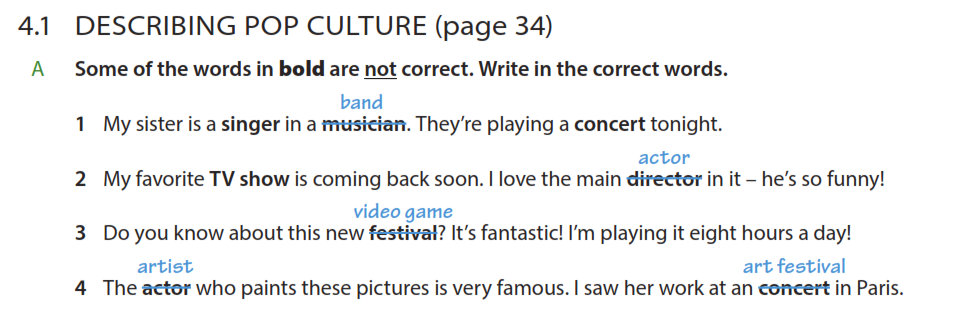 4.1 DESCRIBING POP CULTURE (page 34)
A Some of the words in bold are not correct. Write in the correct words.
band
1 My sister is a singer in a musician. They’re playing a concert tonight.
actor
2 My favorite TV show is coming back soon. I love the main director in it – he’s so funny!
video game
3 Do you know about this new festival? It’s fantastic! I’m playing it eight hours a day!
artist art festival
4 The actor who paints these pictures is very famous. I saw her work at an concert in Paris.